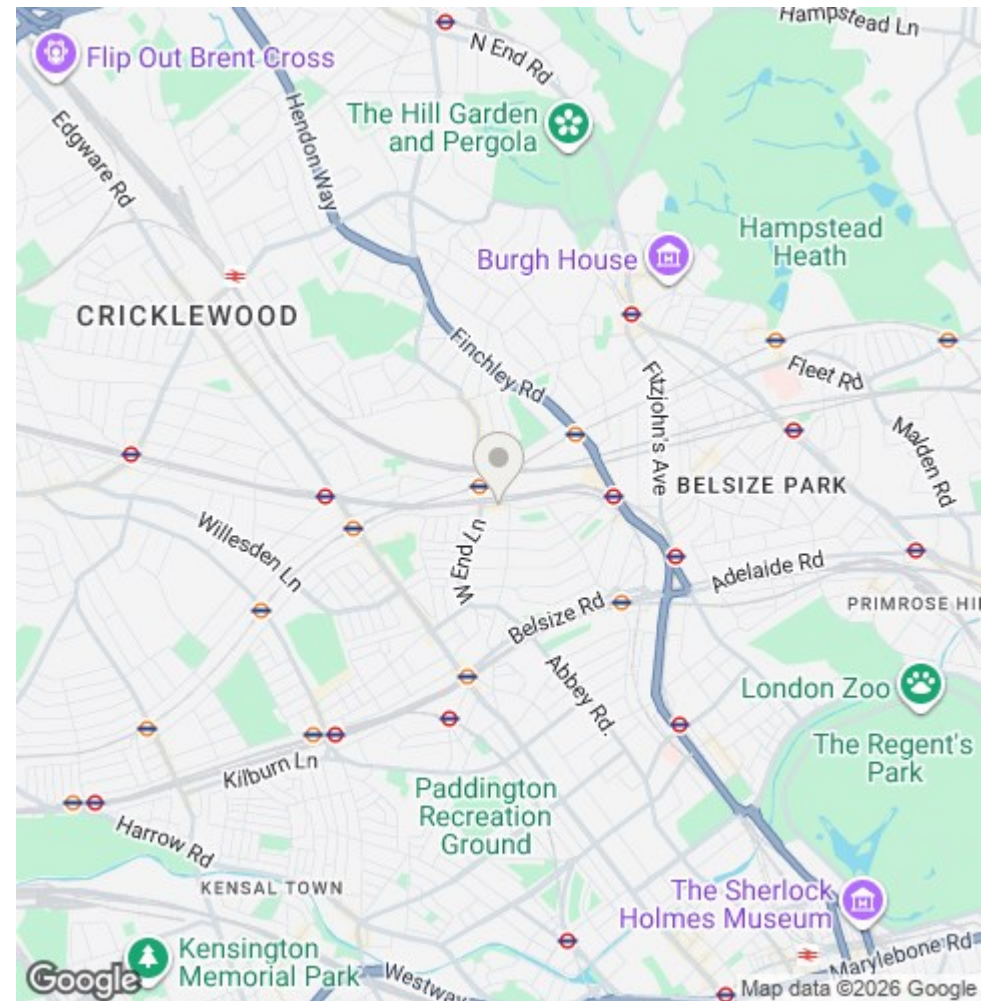 Hampstead Ln
N End Rd
Flip Out Brent Cross
Hendon Way
The Hill Garden
and Pergola
Edgware Rd
Hampstead
Heath
Burgh House
CRICKLEWOOD
Finchley Rd
Fitzjohn's Ave
Fleet Rd
Malden Rd
BELSIZE PARK
Willesden Ln
W End Ln
Adelaide Rd
Belsize Rd
PRIMROSE HI
Abbey Rd.
London Zoo
The Regent's
Park
Kilburn Ln
Paddington
Recreation
Ground
Harrow Rd
KENSAL TOWN
The Sherlock
Holmes Museum
Kensington
Memorial Park
Westway
Marylebone Rd
Google
Map data ©2026 Google